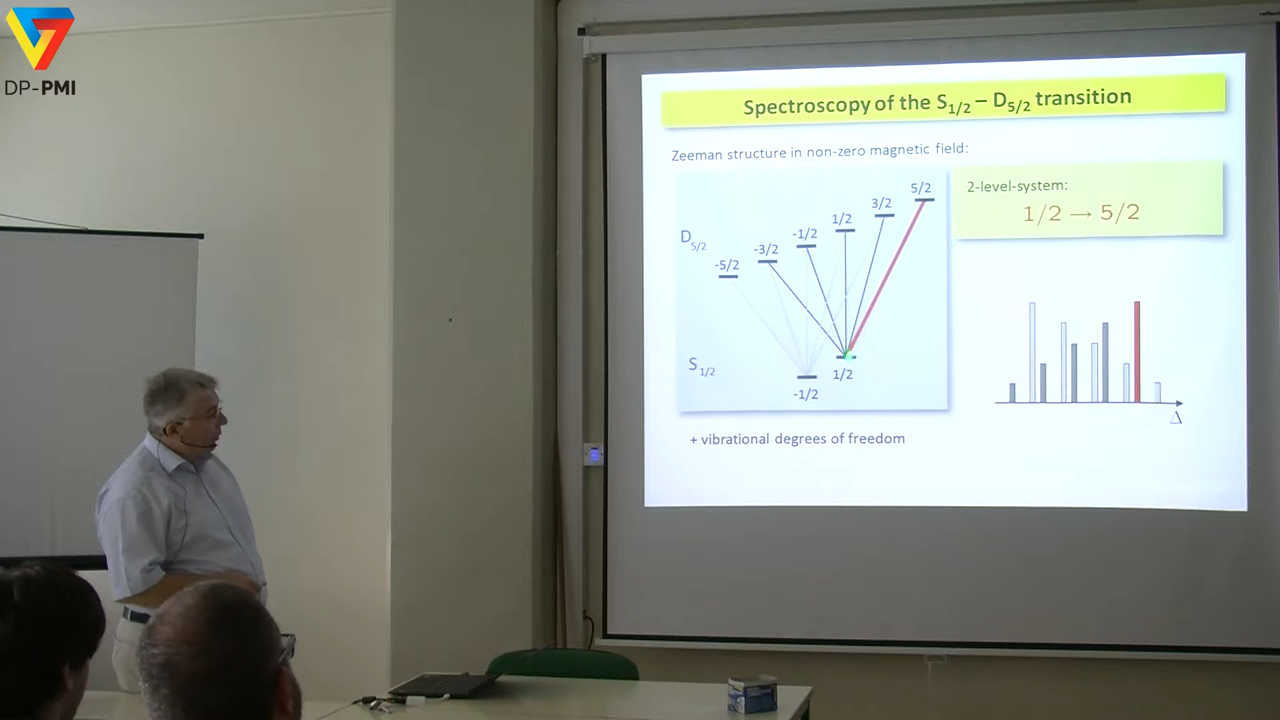 DP-PMI
Spectroscopy of the S1/2 – D5/2 transition
Zeeman structure in non-zero magnetic field:
2-level-system:
1/2 → 5/2
5/2
3/2
1/2
-1/2
-3/2
-5/2
D5/2
S1/2
1/2
-1/2
Δ
+ vibrational degrees of freedom